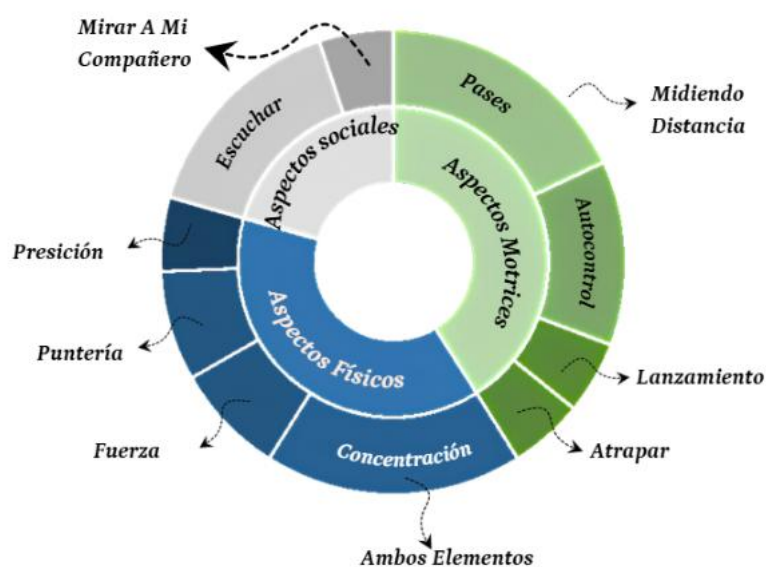 Mirar A Mi
Compañero
Escuchar
Aspectos sociales
Pases
Midiendo
Distancia
Aspectos Motrices
Autocontrol
Lanzamiento
Atrapar
Presición
Puntería
Fuerza
Aspectos Físicos
Concentración
Ambos Elementos